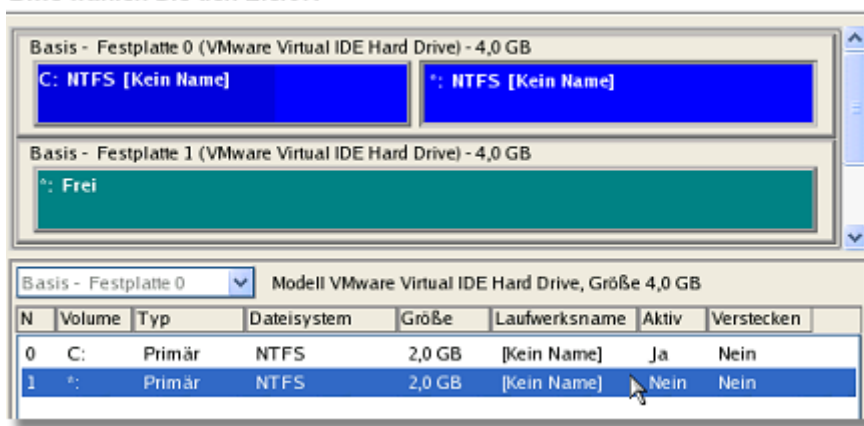 Basis - Festplatte 0 (VMware Virtual IDE Hard Drive) - 4,0 GB
C: NTFS [Kein Name] *: NTFS [Kein Name]
Basis - Festplatte 1 (VMware Virtual IDE Hard Drive) - 4,0 GB
*: Frei
Basis - Festplatte 0 Modell VMware Virtual IDE Hard Drive, Größe 4,0 GB
N Volume Typ Dateisystem Größe Laufwerksname Aktiv Verstecken
0 C: Primär NTFS 2,0 GB [Kein Name] Ja Nein
1 *: Primär NTFS 2,0 GB [Kein Name] Nein Nein